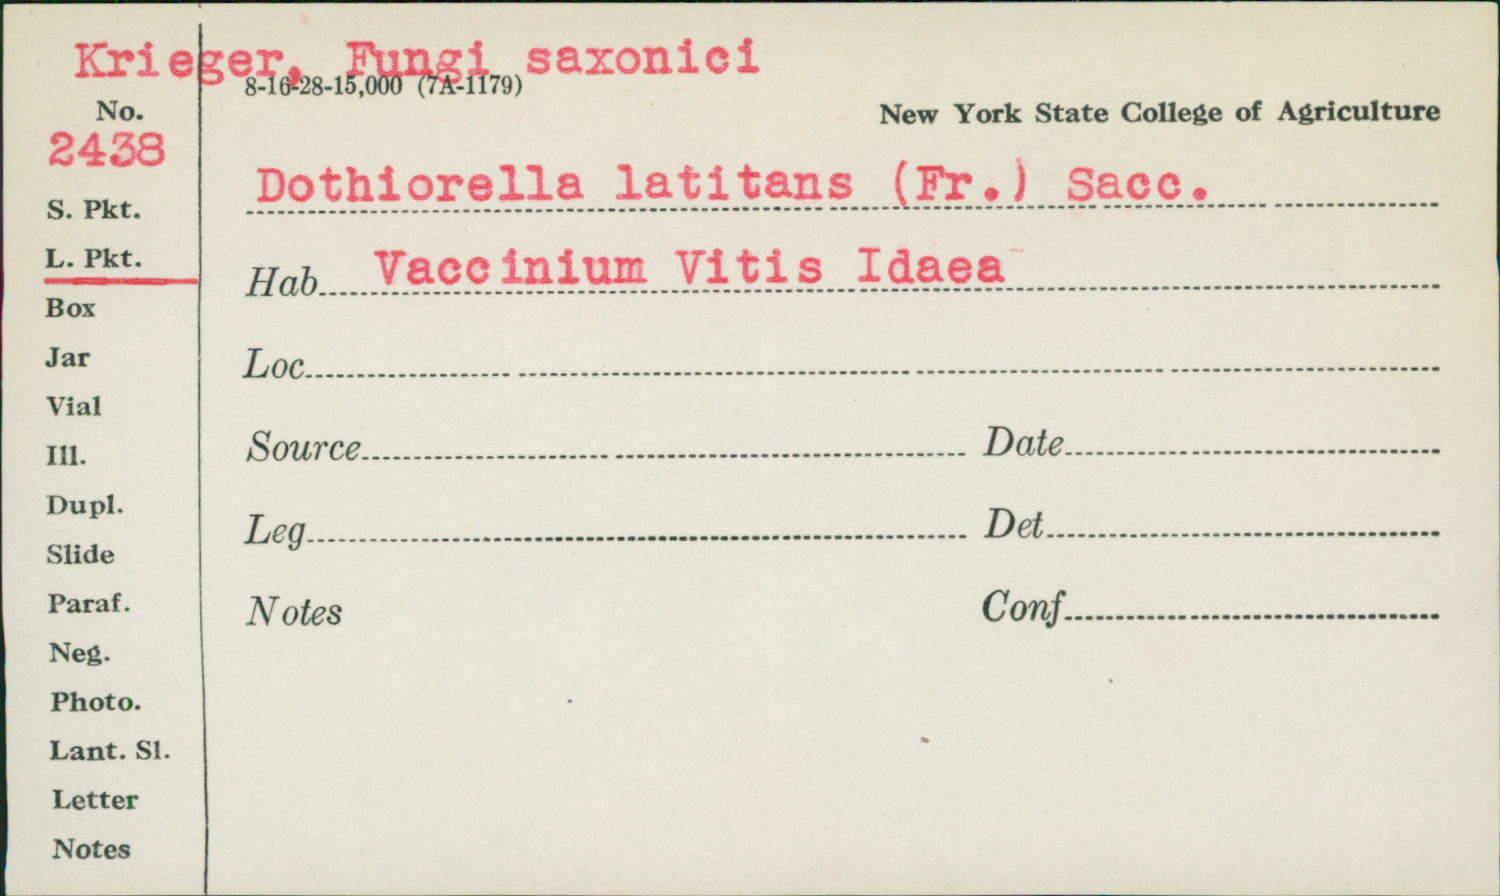 Krieger, Fungi saxonici
8-16-28-15,000 (7A-1179)
No.
New York State College of Agriculture
2438
Dothiorella latitans (Fr.) Sacc.
S. Pkt.
L. Pkt.
Hab. Vaccinium Vitis Idaea
Box
Jar
Loc.
Vial
Ill.
Source
Date
Dupl.
Slide
Leg.
Det.
Paraf.
Notes
Conf.
Neg.
Photo.
Lant. Sl.
Letter
Notes